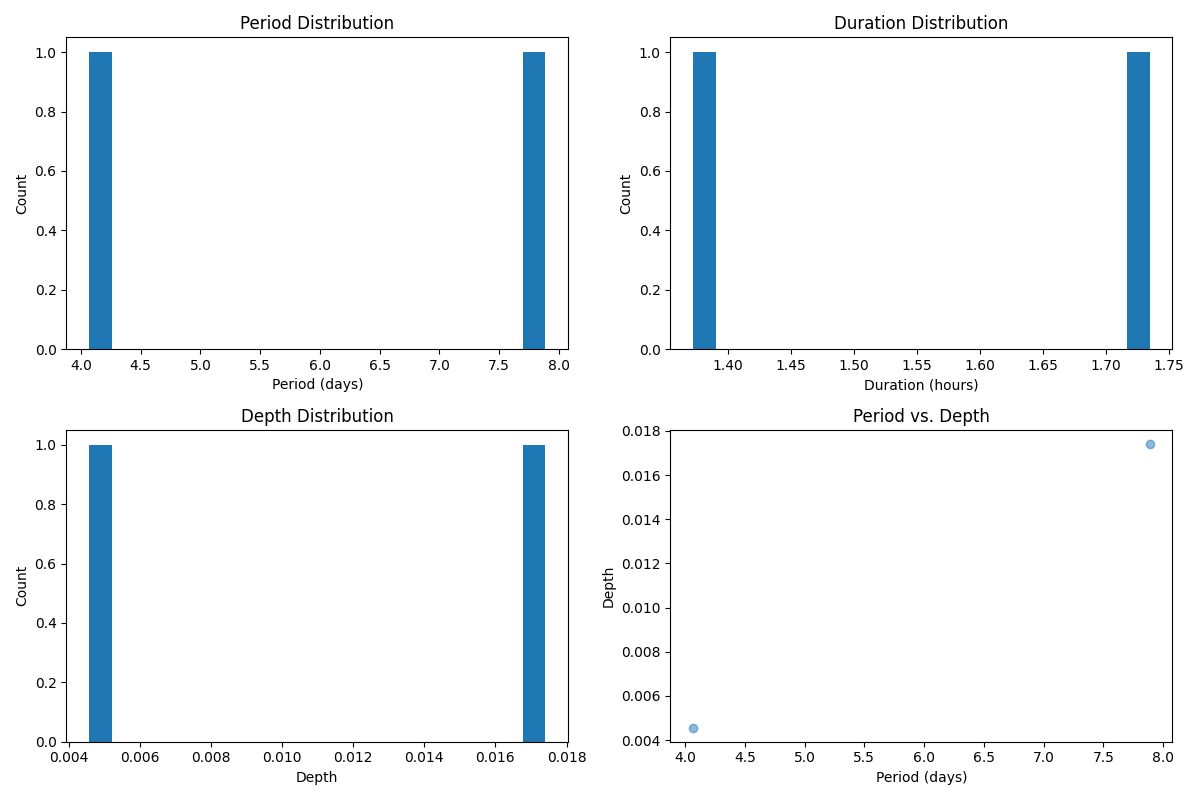 Period Distribution
Count
1.0
0.8
0.6
0.4
0.2
0.0
4.0 4.5 5.0 5.5 6.0 6.5 7.0 7.5 8.0
Period (days)
Duration Distribution
Count
1.0
0.8
0.6
0.4
0.2
0.0
1.40 1.45 1.50 1.55 1.60 1.65 1.70 1.75
Duration (hours)
Depth Distribution
Count
1.0
0.8
0.6
0.4
0.2
0.0
0.004 0.006 0.008 0.010 0.012 0.014 0.016 0.018
Depth
Period vs. Depth
Depth
0.018
0.016
0.014
0.012
0.010
0.008
0.006
0.004
4.0 4.5 5.0 5.5 6.0 6.5 7.0 7.5 8.0
Period (days)